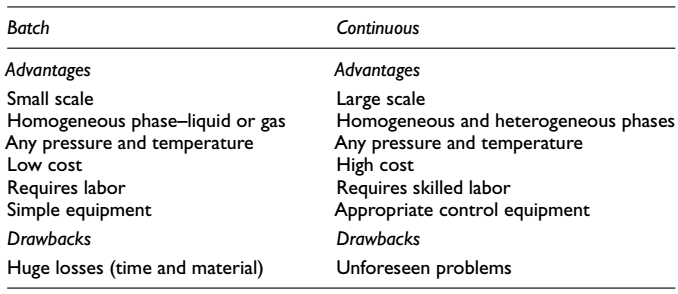 Batch Continuous
Advantages Advantages
Small scale Large scale
Homogeneous phase–liquid or gas Homogeneous and heterogeneous phases
Any pressure and temperature Any pressure and temperature
Low cost High cost
Requires labor Requires skilled labor
Simple equipment Appropriate control equipment
Drawbacks Drawbacks
Huge losses (time and material) Unforeseen problems